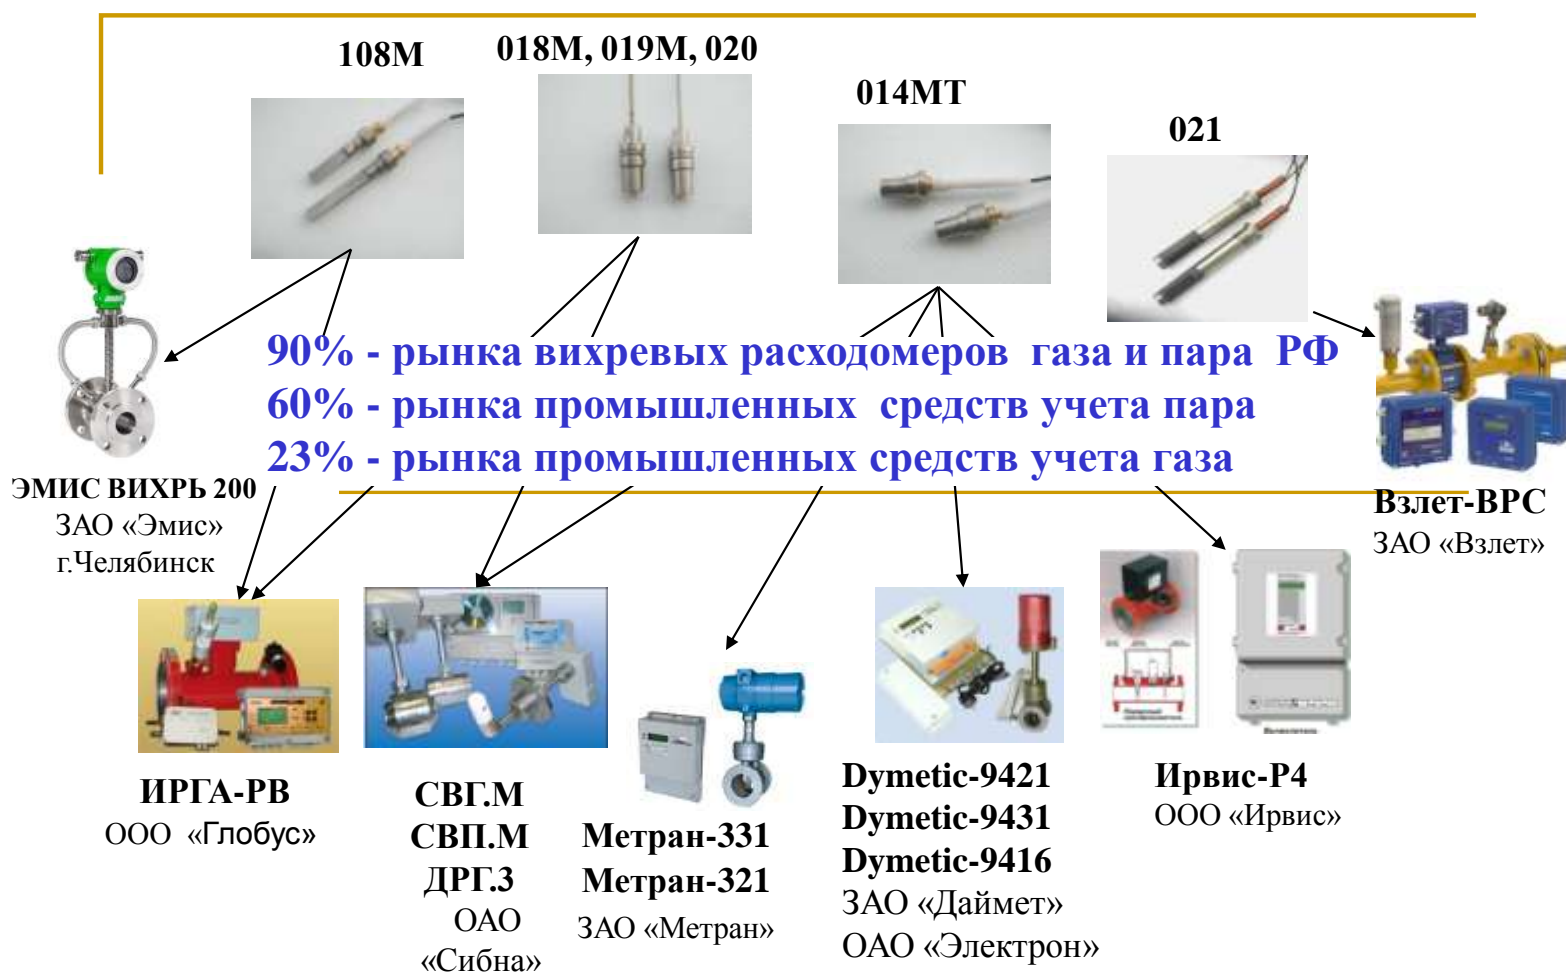 108М
018М, 019М, 020
014МТ
021
90% - рынка вихревых расходомеров газа и пара РФ
60% - рынка промышленных средств учета пара
23% - рынка промышленных средств учета газа
ЭМИС ВИХРЬ 200
ЗАО «Эмис»
г.Челябинск
Взлет-ВРС
ЗАО «Взлет»
ИРГА-РВ
ООО «Глобус»
СВГ.М
СВП.М
ДРГ.3
ОАО
«Сибна»
Метран-331
Метран-321
ЗАО «Метран»
Dymetic-9421
Dymetic-9431
Dymetic-9416
ЗАО «Даймет»
ОАО «Электрон»
Ирвис-Р4
ООО «Ирвис»